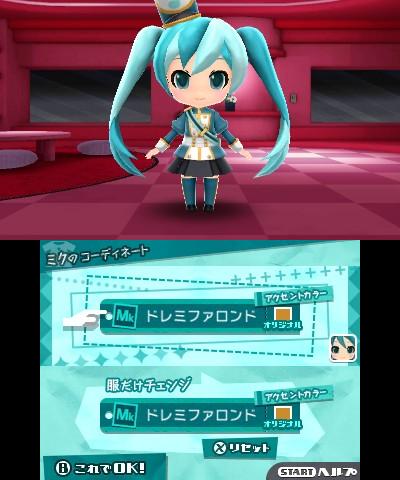 ミクの コーディネート
アクセントカラー
Mk ドレミファロンド
オリジナル
服だけチェンジ
アクセントカラー
Mk ドレミファロンド
オリジナル
Ⓧ リセット
Ⓑ これでOK!
START ヘルプ